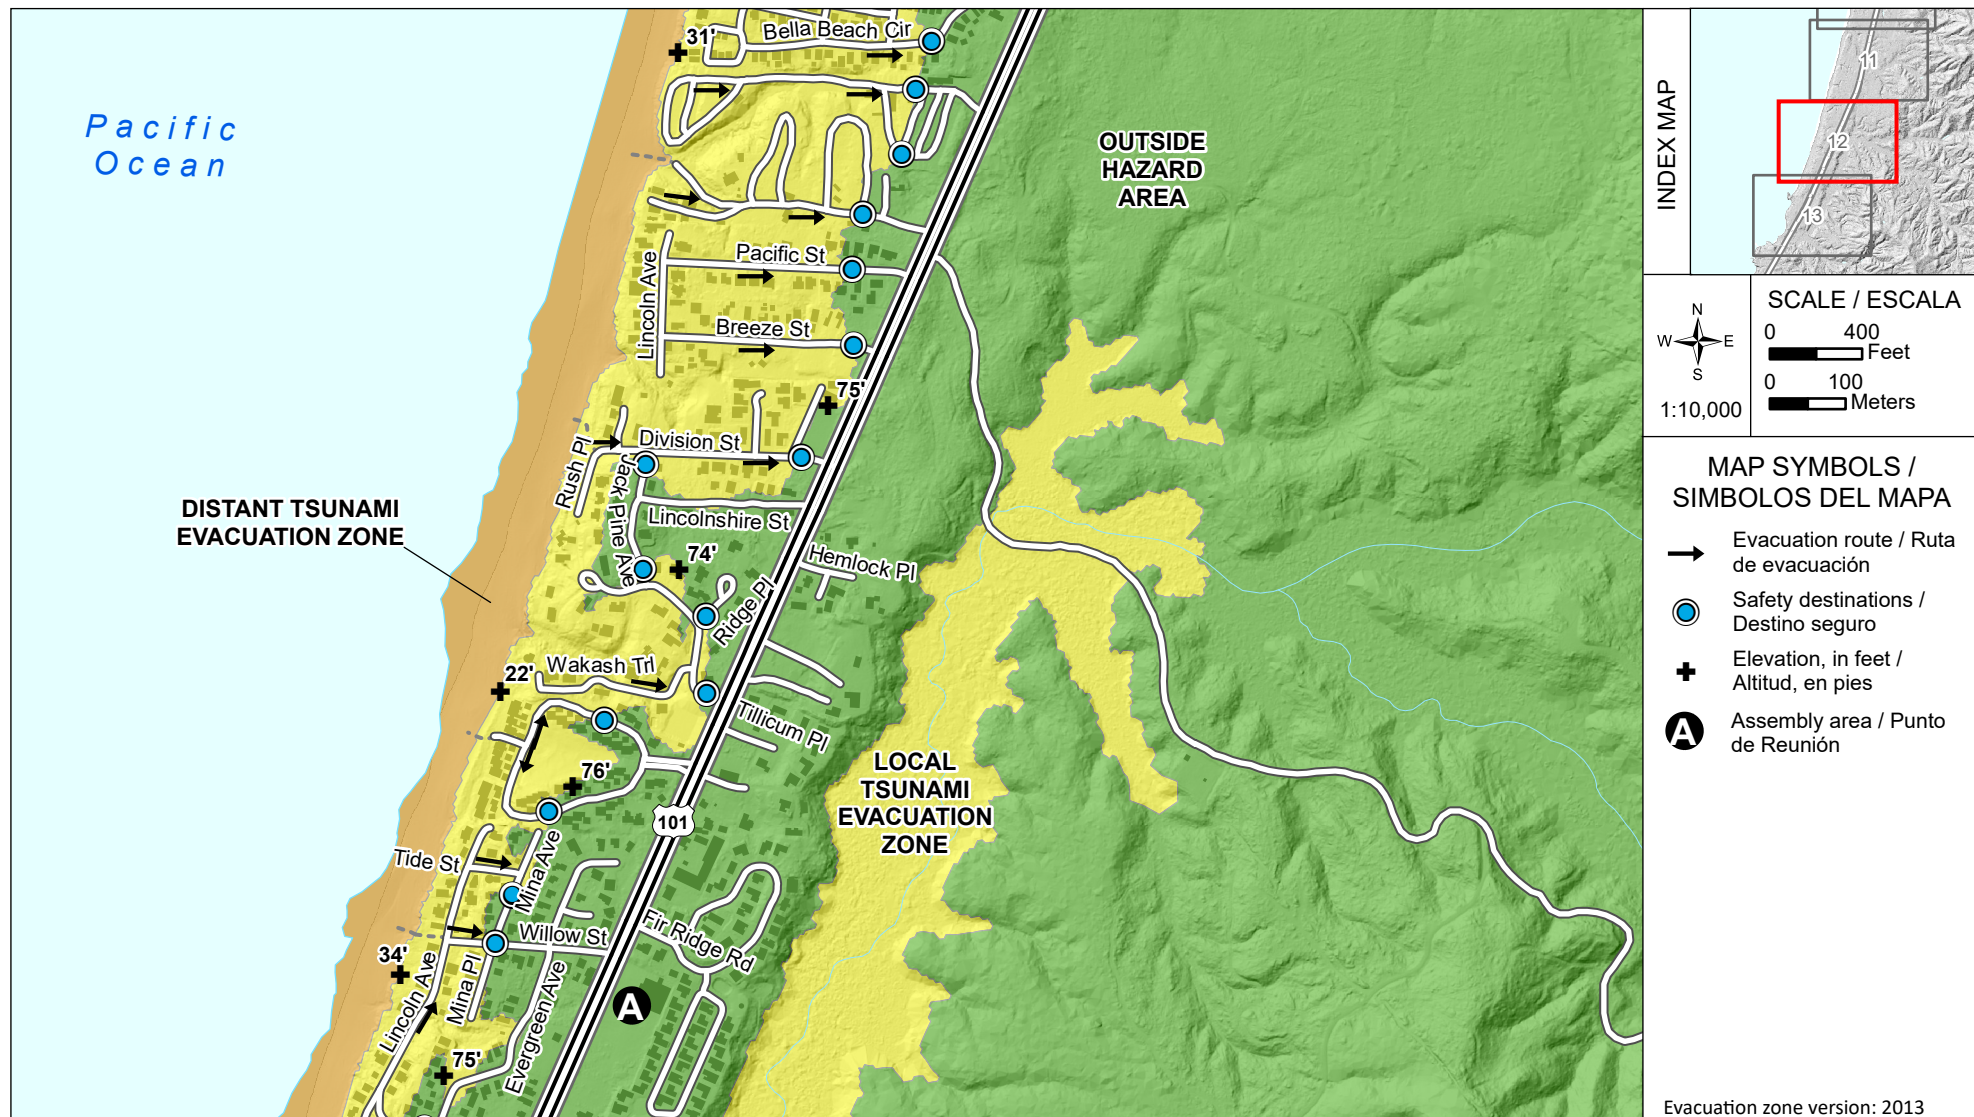 Bella Beach Cir
31'
Pacific
Ocean
OUTSIDE
HAZARD
AREA
Pacific St
Lincoln Ave
Breeze St
75'
Division St
Rush Pl
Jack Pine Ave
DISTANT TSUNAMI
EVACUATION ZONE
Lincolnshire St
74'
Hemlock Pl
Ridge Pl
Wakash Trl
22'
Tillicum Pl
76'
LOCAL
TSUNAMI
EVACUATION
ZONE
101
Tide St
Mina Ave
Willow St
Fir Ridge Rd
34'
Lincoln Ave
Mina Pl
Evergreen Ave
A
75'
INDEX MAP
11
12
13
N
W E
S
1:10,000
SCALE / ESCALA
0 400
Feet
0 100
Meters
MAP SYMBOLS /
SIMBOLOS DEL MAPA
Evacuation route / Ruta
de evacuación
Safety destinations /
Destino seguro
Elevation, in feet /
Altitud, en pies
A
Assembly area / Punto
de Reunión
Evacuation zone version: 2013